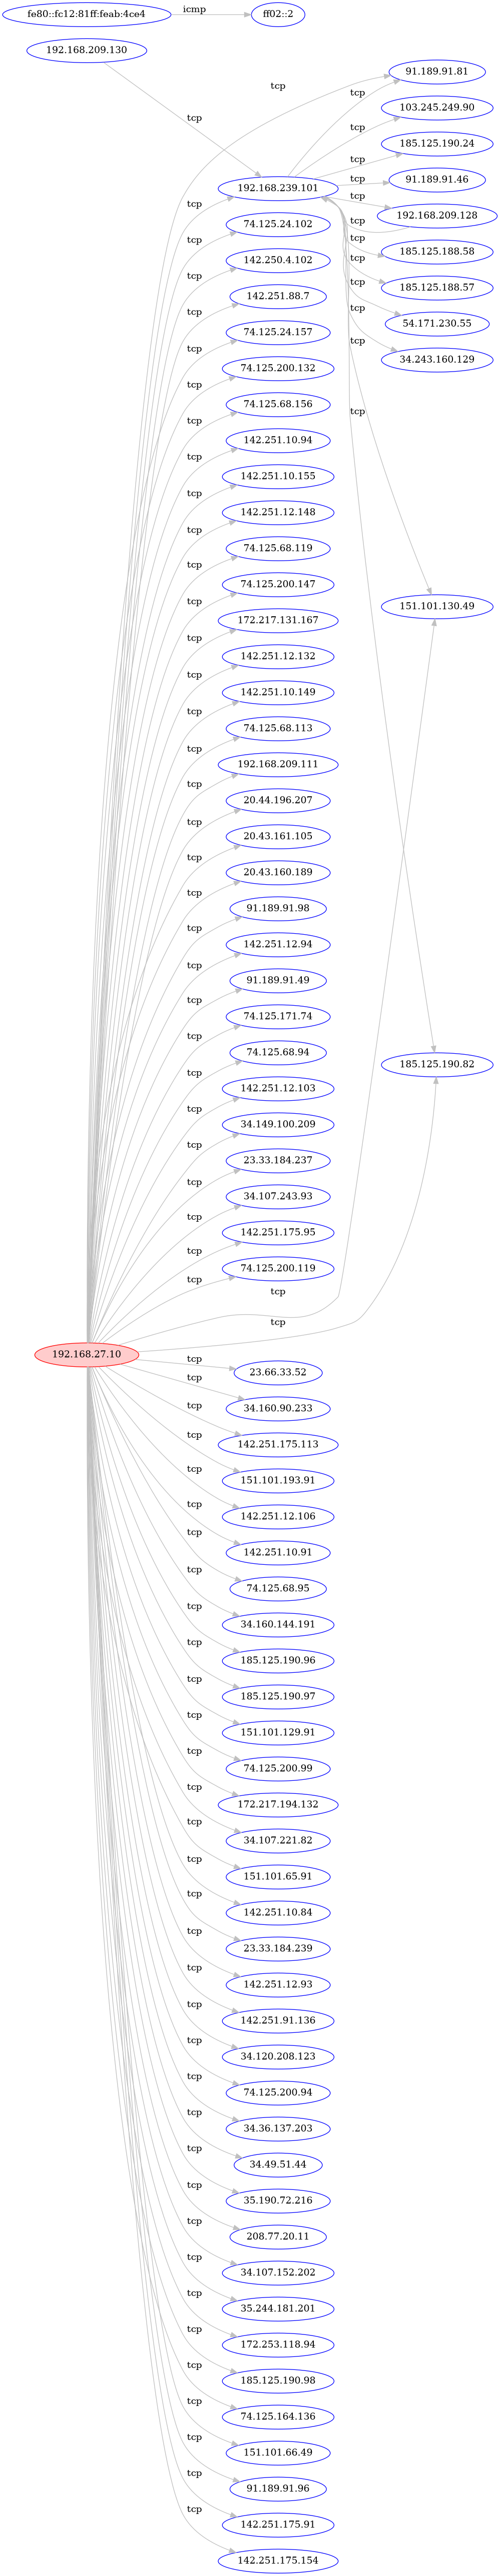 fe80::fc12:81ff:feab:4ce4
icmp
ff02::2
192.168.209.130
tcp
91.189.91.81
tcp
tcp
103.245.249.90
tcp
185.125.190.24
tcp
91.189.91.46
tcp
192.168.239.101
tcp
192.168.209.128
tcp
tcp
74.125.24.102
tcp
185.125.188.58
tcp
tcp
142.250.4.102
tcp
185.125.188.57
tcp
142.251.88.7
tcp
54.171.230.55
tcp
tcp
74.125.24.157
tcp
34.243.160.129
tcp
74.125.200.132
tcp
74.125.68.156
tcp
tcp
142.251.10.94
tcp
142.251.10.155
tcp
142.251.12.148
tcp
74.125.68.119
tcp
74.125.200.147
tcp
151.101.130.49
172.217.131.167
tcp
142.251.12.132
tcp
142.251.10.149
tcp
74.125.68.113
tcp
192.168.209.111
tcp
20.44.196.207
tcp
20.43.161.105
tcp
20.43.160.189
tcp
91.189.91.98
tcp
142.251.12.94
tcp
91.189.91.49
tcp
74.125.171.74
tcp
74.125.68.94
185.125.190.82
tcp
142.251.12.103
tcp
34.149.100.209
tcp
23.33.184.237
tcp
34.107.243.93
tcp
142.251.175.95
tcp
74.125.200.119
tcp
tcp
tcp
192.168.27.10
tcp
23.66.33.52
tcp
34.160.90.233
tcp
142.251.175.113
tcp
151.101.193.91
tcp
142.251.12.106
tcp
142.251.10.91
tcp
74.125.68.95
tcp
34.160.144.191
tcp
185.125.190.96
tcp
185.125.190.97
tcp
151.101.129.91
tcp
74.125.200.99
tcp
172.217.194.132
tcp
34.107.221.82
tcp
151.101.65.91
tcp
142.251.10.84
tcp
23.33.184.239
tcp
142.251.12.93
tcp
142.251.91.136
tcp
34.120.208.123
tcp
74.125.200.94
tcp
34.36.137.203
tcp
34.49.51.44
tcp
35.190.72.216
tcp
208.77.20.11
tcp
34.107.152.202
tcp
35.244.181.201
tcp
172.253.118.94
tcp
185.125.190.98
tcp
74.125.164.136
tcp
151.101.66.49
tcp
91.189.91.96
tcp
142.251.175.91
tcp
142.251.175.154